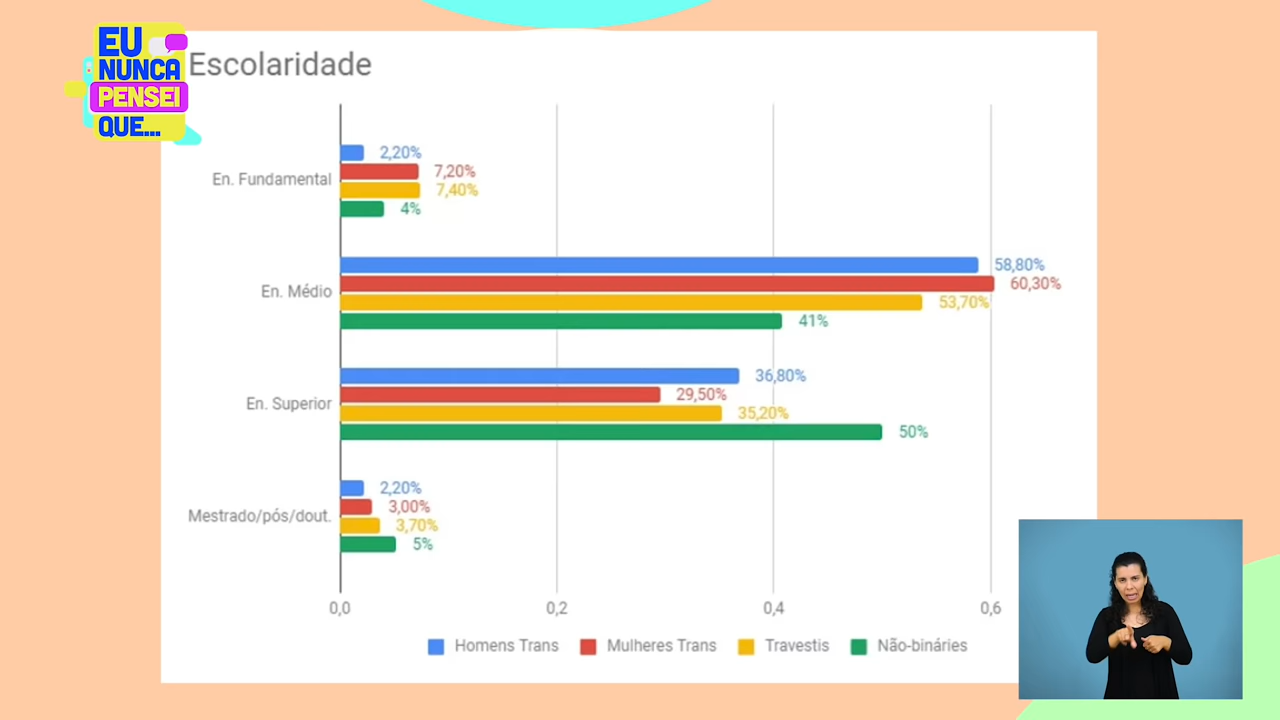 EU
NUNCA
PENSEI
QUE...
Escolaridade
En. Fundamental
2,20%
7,20%
7,40%
4%
En. Médio
58,80%
60,30%
53,70%
41%
En. Superior
36,80%
29,50%
35,20%
50%
Mestrado/pós/dout.
2,20%
3,00%
3,70%
5%
0,0 0,2 0,4 0,6
Homens Trans Mulheres Trans Travestis Não-bináries